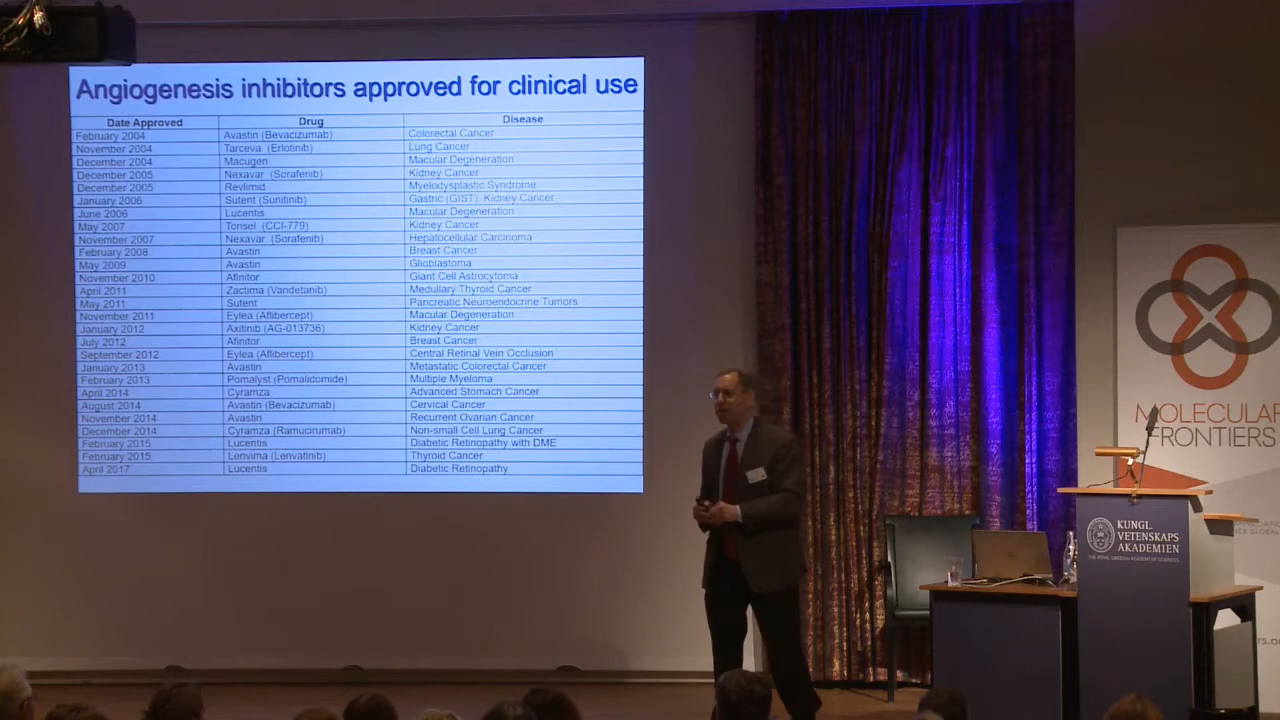 Angiogenesis inhibitors approved for clinical use
Date Approved Drug Disease
February 2004 Avastin (Bevacizumab) Colorectal Cancer
November 2004 Tarceva (Erlotinib) Lung Cancer
December 2004 Macugen Macular Degeneration
December 2005 Nexavar (Sorafenib) Kidney Cancer
December 2005 Revlimid Myelodysplastic Syndrome
January 2006 Sutent (Sunitinib) Gastric (GIST), Kidney Cancer
June 2006 Lucentis Macular Degeneration
May 2007 Torisel (CCI-779) Kidney Cancer
November 2007 Nexavar (Sorafenib) Hepatocellular Carcinoma
February 2008 Avastin Breast Cancer
May 2009 Avastin Glioblastoma
November 2010 Afinitor Giant Cell Astrocytoma
April 2011 Zactima (Vandetanib) Medullary Thyroid Cancer
May 2011 Sutent Pancreatic Neuroendocrine Tumors
November 2011 Eylea (Aflibercept) Macular Degeneration
January 2012 Axitinib (AG-013736) Kidney Cancer
July 2012 Afinitor Breast Cancer
September 2012 Eylea (Aflibercept) Central Retinal Vein Occlusion
January 2013 Avastin Metastatic Colorectal Cancer
February 2013 Pomalyst (Pomalidomide) Multiple Myeloma
April 2014 Cyramza Advanced Stomach Cancer
August 2014 Avastin (Bevacizumab) Cervical Cancer
November 2014 Avastin Recurrent Ovarian Cancer
December 2014 Cyramza (Ramucirumab) Non-small Cell Lung Cancer
February 2015 Lucentis Diabetic Retinopathy with DME
February 2015 Lenvima (Lenvatinib) Thyroid Cancer
April 2017 Lucentis Diabetic Retinopathy
MOLECULAR
FRONTIERS
KUNGL.
VETENSKAPS
AKADEMIEN
THE ROYAL SWEDISH ACADEMY OF SCIENCES